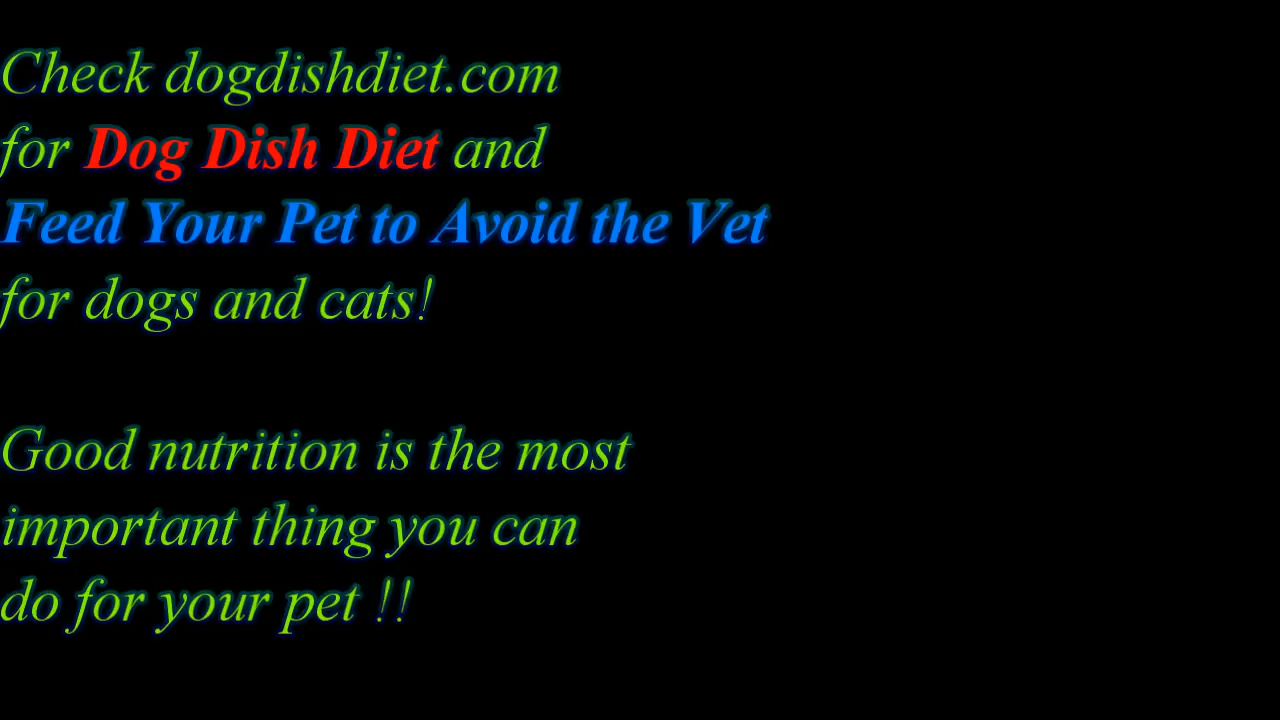 Check dogdishdiet.com
for Dog Dish Diet and
Feed Your Pet to Avoid the Vet
for dogs and cats!
Good nutrition is the most
important thing you can
do for your pet !!